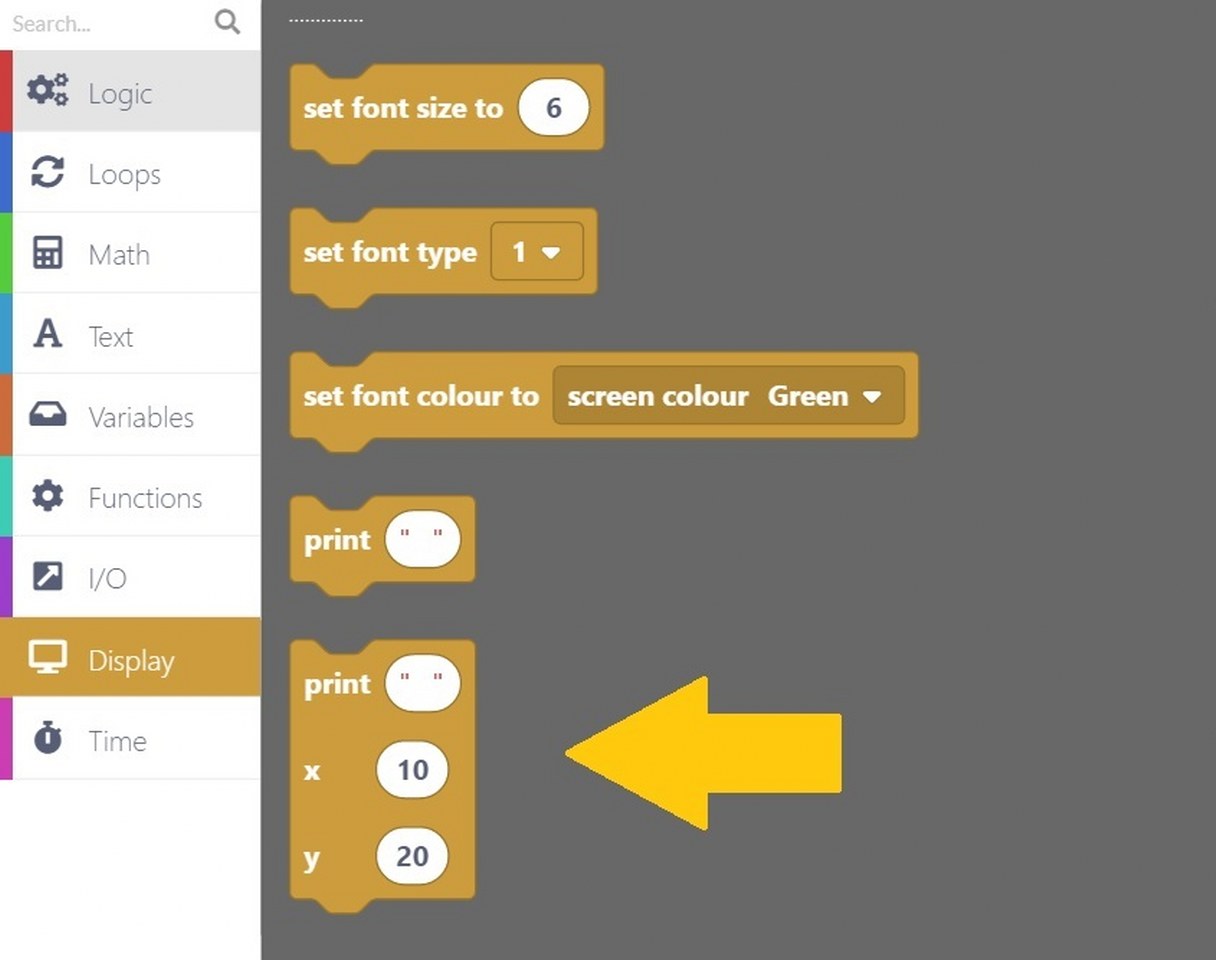 Search...
Logic
Loops
Math
Text
Variables
Functions
I/O
Display
Time
set font size to 6
set font type 1
set font colour to screen colour Green
print " "
print " "
x 10
y 20